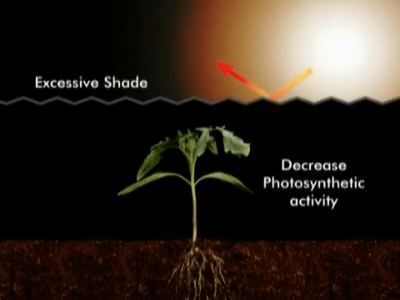 Excessive Shade
Decrease
Photosynthetic
activity